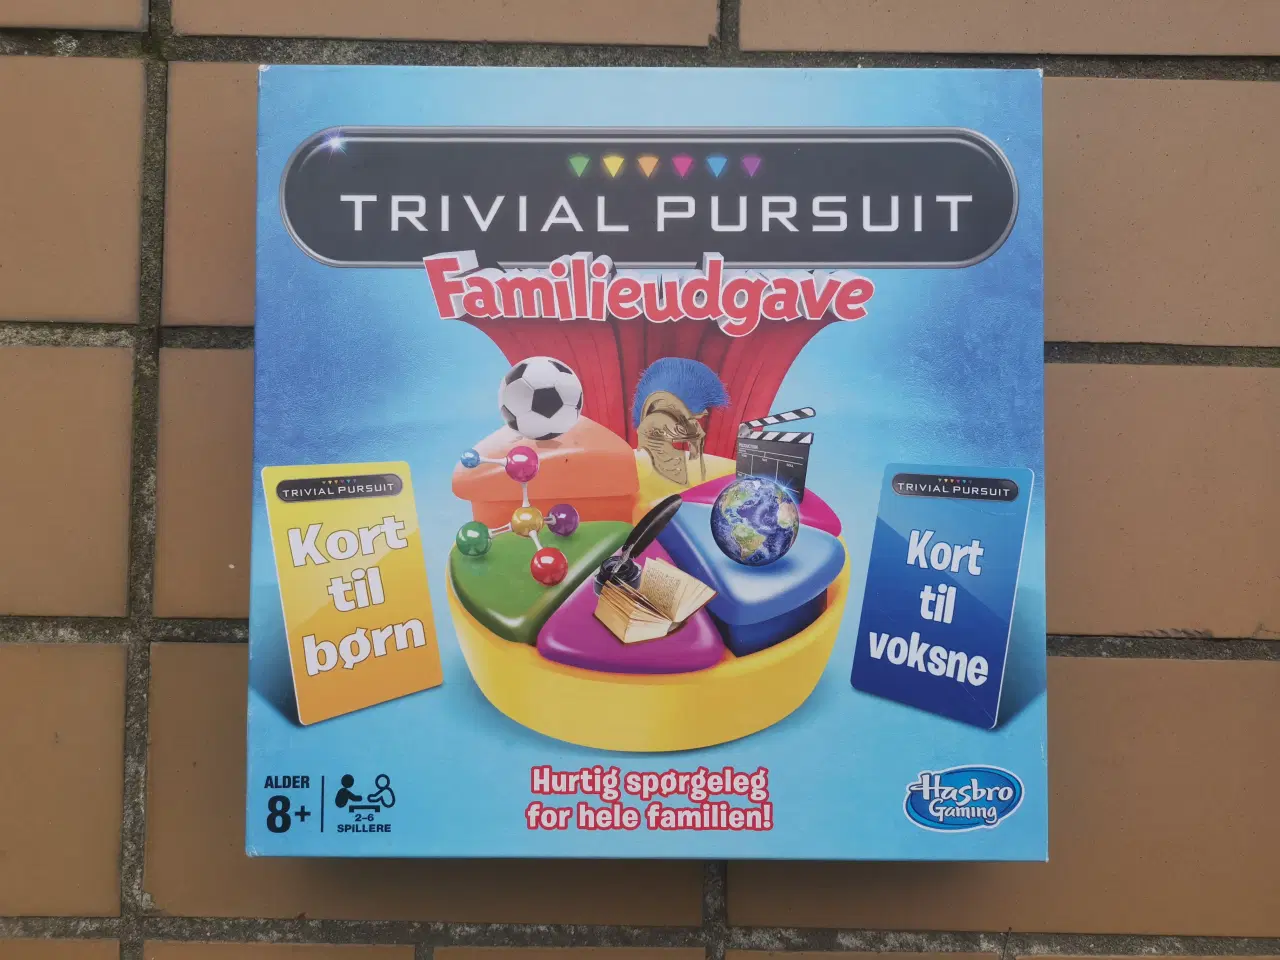 TRIVIAL PURSUIT
Familieudgave
TRIVIAL PURSUIT
Kort
til
børn
TRIVIAL PURSUIT
Kort
til
voksne
ALDER
8+
2-6
SPILLERE
Hurtig spørgeleg
for hele familien!
Hasbro
Gaming